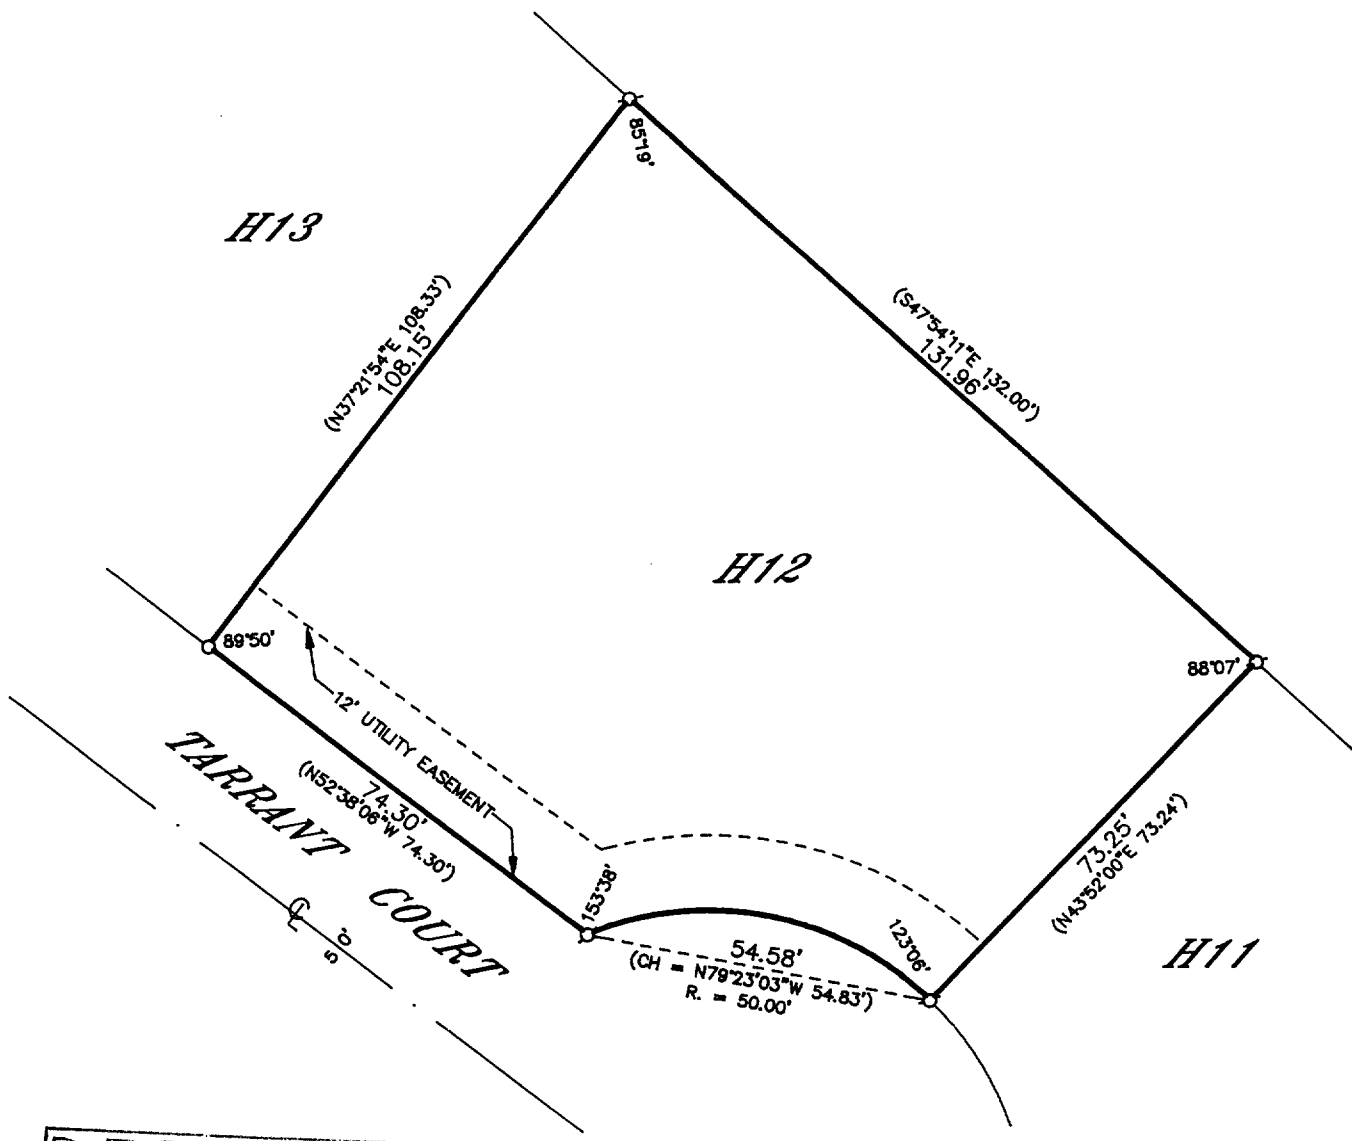 85°19'
H13
(N37°21'54"E 108.33')
108.15'
(S47°54'11"E 132.00')
131.96'
H12
89°50'
88°07'
12' UTILITY EASEMENT
TARRANT COURT
74.30'
(N52°38'06"W 74.30')
153°38'
123°06'
73.25'
(N43°52'00"E 73.24')
54.58'
(CH = N79°23'03"W 54.83')
R. = 50.00'
H11
℄
50'